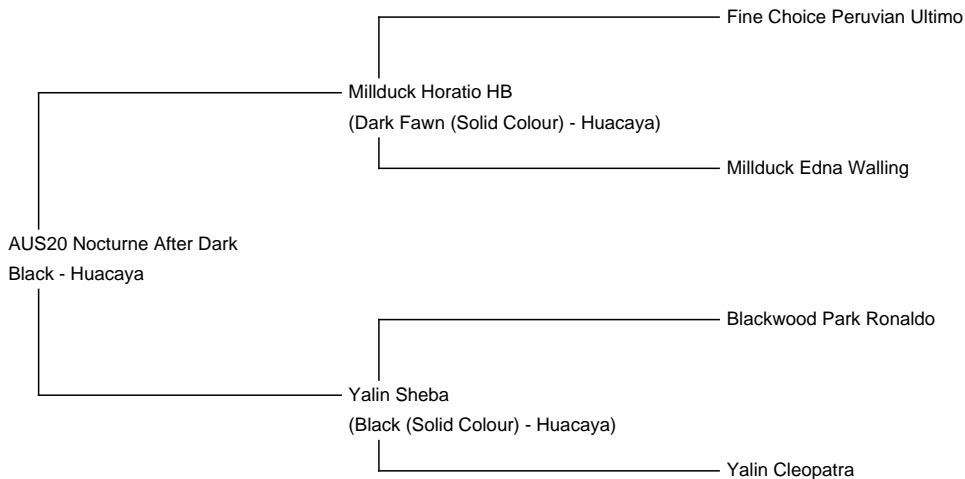 Fine Choice Peruvian Ultimo
Millduck Horatio HB
(Dark Fawn (Solid Colour) - Huacaya)
Millduck Edna Walling
AUS20 Nocturne After Dark
Black - Huacaya
Blackwood Park Ronaldo
Yalin Sheba
(Black (Solid Colour) - Huacaya)
Yalin Cleopatra